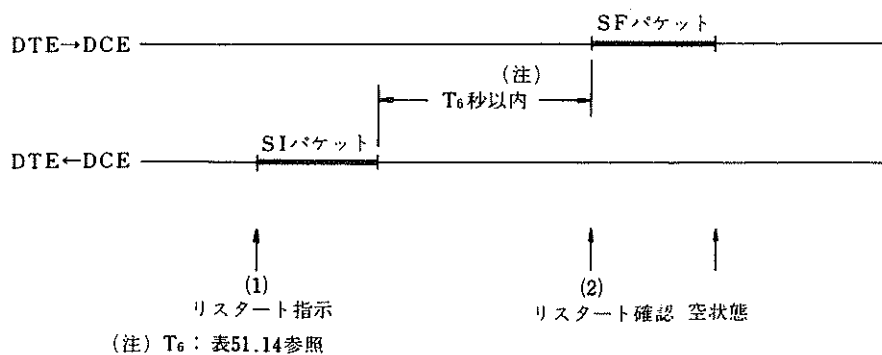 SFパケット
DTE→DCE
(注)
T₆秒以内
SIパケット
DTE←DCE
(1)
リスタート指示
(2)
リスタート確認 空状態
(注) T₆: 表51.14参照